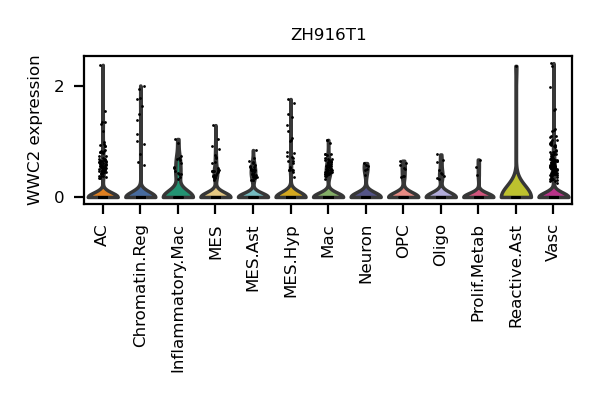 ZH916T1
WWC2 expression
2
0
AC
Chromatin.Reg
Inflammatory.Mac
MES
MES.Ast
MES.Hyp
Mac
Neuron
OPC
Oligo
Prolif.Metab
Reactive.Ast
Vasc